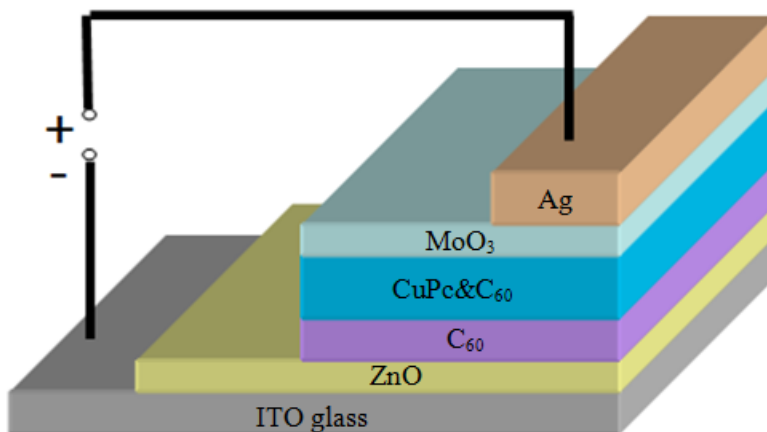 +
-
Ag
MoO₃
CuPc&C₆₀
C₆₀
ZnO
ITO glass